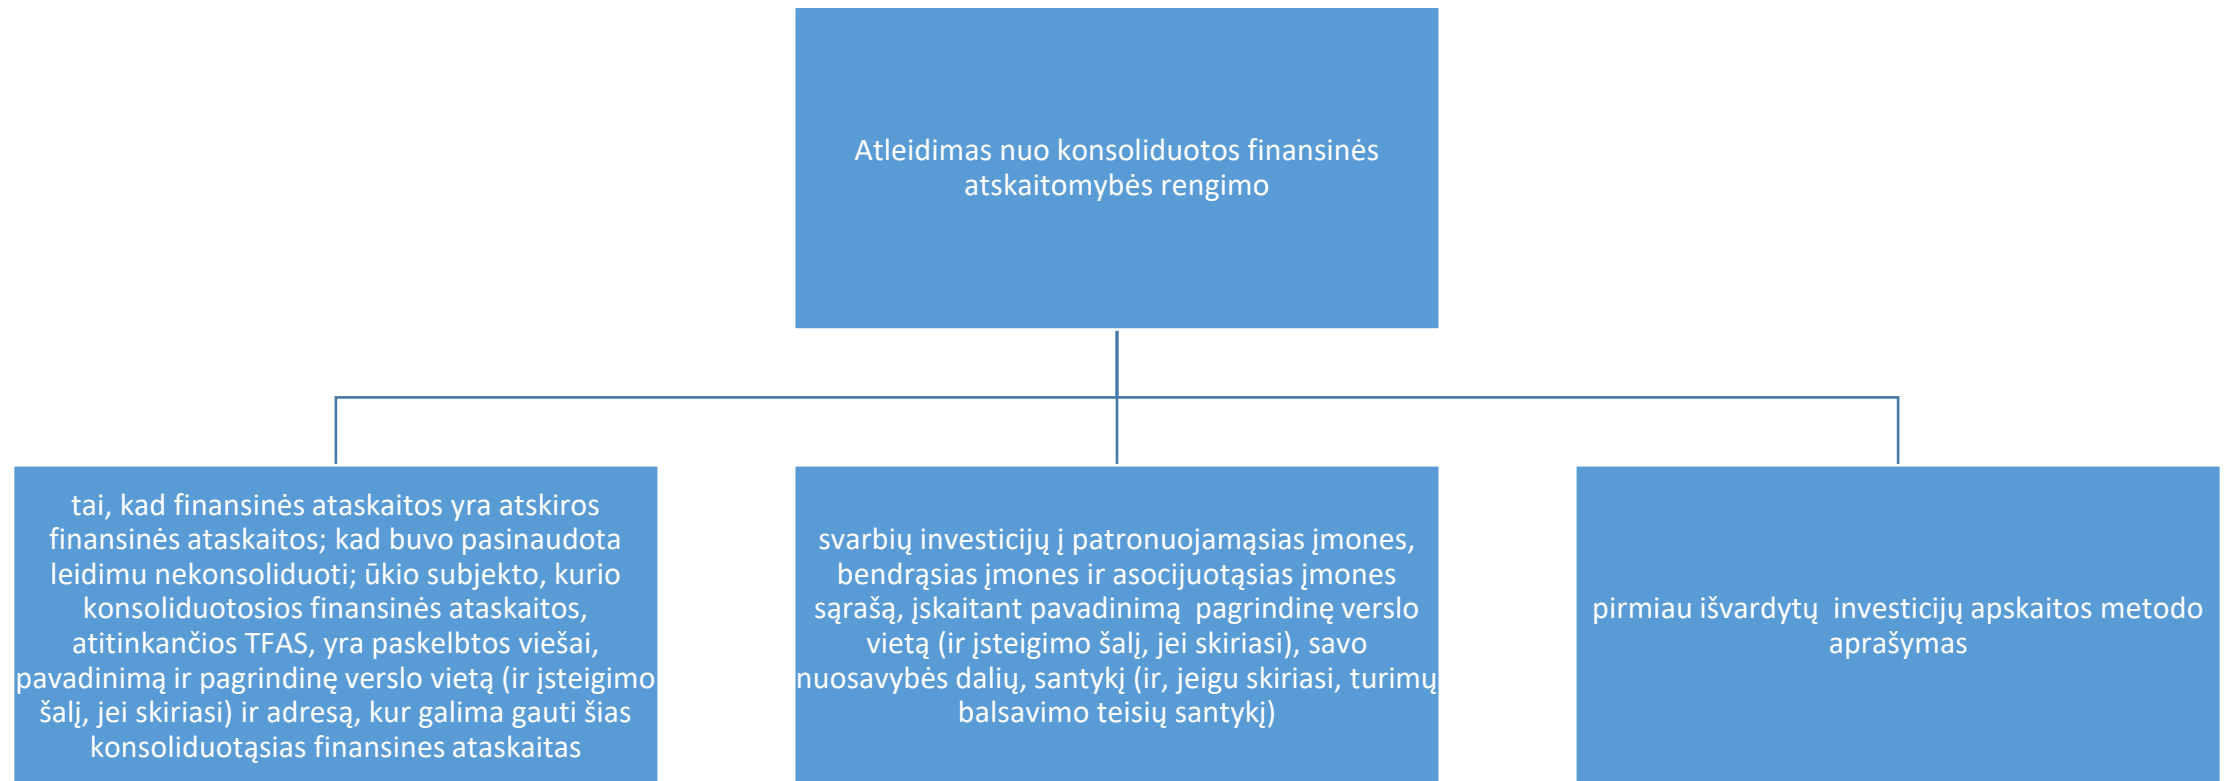 Atleidimas nuo konsoliduotos finansinės
atskaitomybės rengimo
tai, kad finansinės ataskaitos yra atskiros
finansinės ataskaitos; kad buvo pasinaudota
leidimu nekonsoliduoti; ūkio subjekto, kurio
konsoliduotosios finansinės ataskaitos,
atitinkančios TFAS, yra paskelbtos viešai,
pavadinimą ir pagrindinę verslo vietą (ir įsteigimo
šalį, jei skiriasi) ir adresą, kur galima gauti šias
konsoliduotąsias finansines ataskaitas
svarbių investicijų į patronuojamąsias įmones,
bendrąsias įmones ir asocijuotąsias įmones
sąrašą, įskaitant pavadinimą  pagrindinę verslo
vietą (ir įsteigimo šalį, jei skiriasi), savo
nuosavybės dalių, santykį (ir, jeigu skiriasi, turimų
balsavimo teisių santykį)
pirmiau išvardytų  investicijų apskaitos metodo
aprašymas